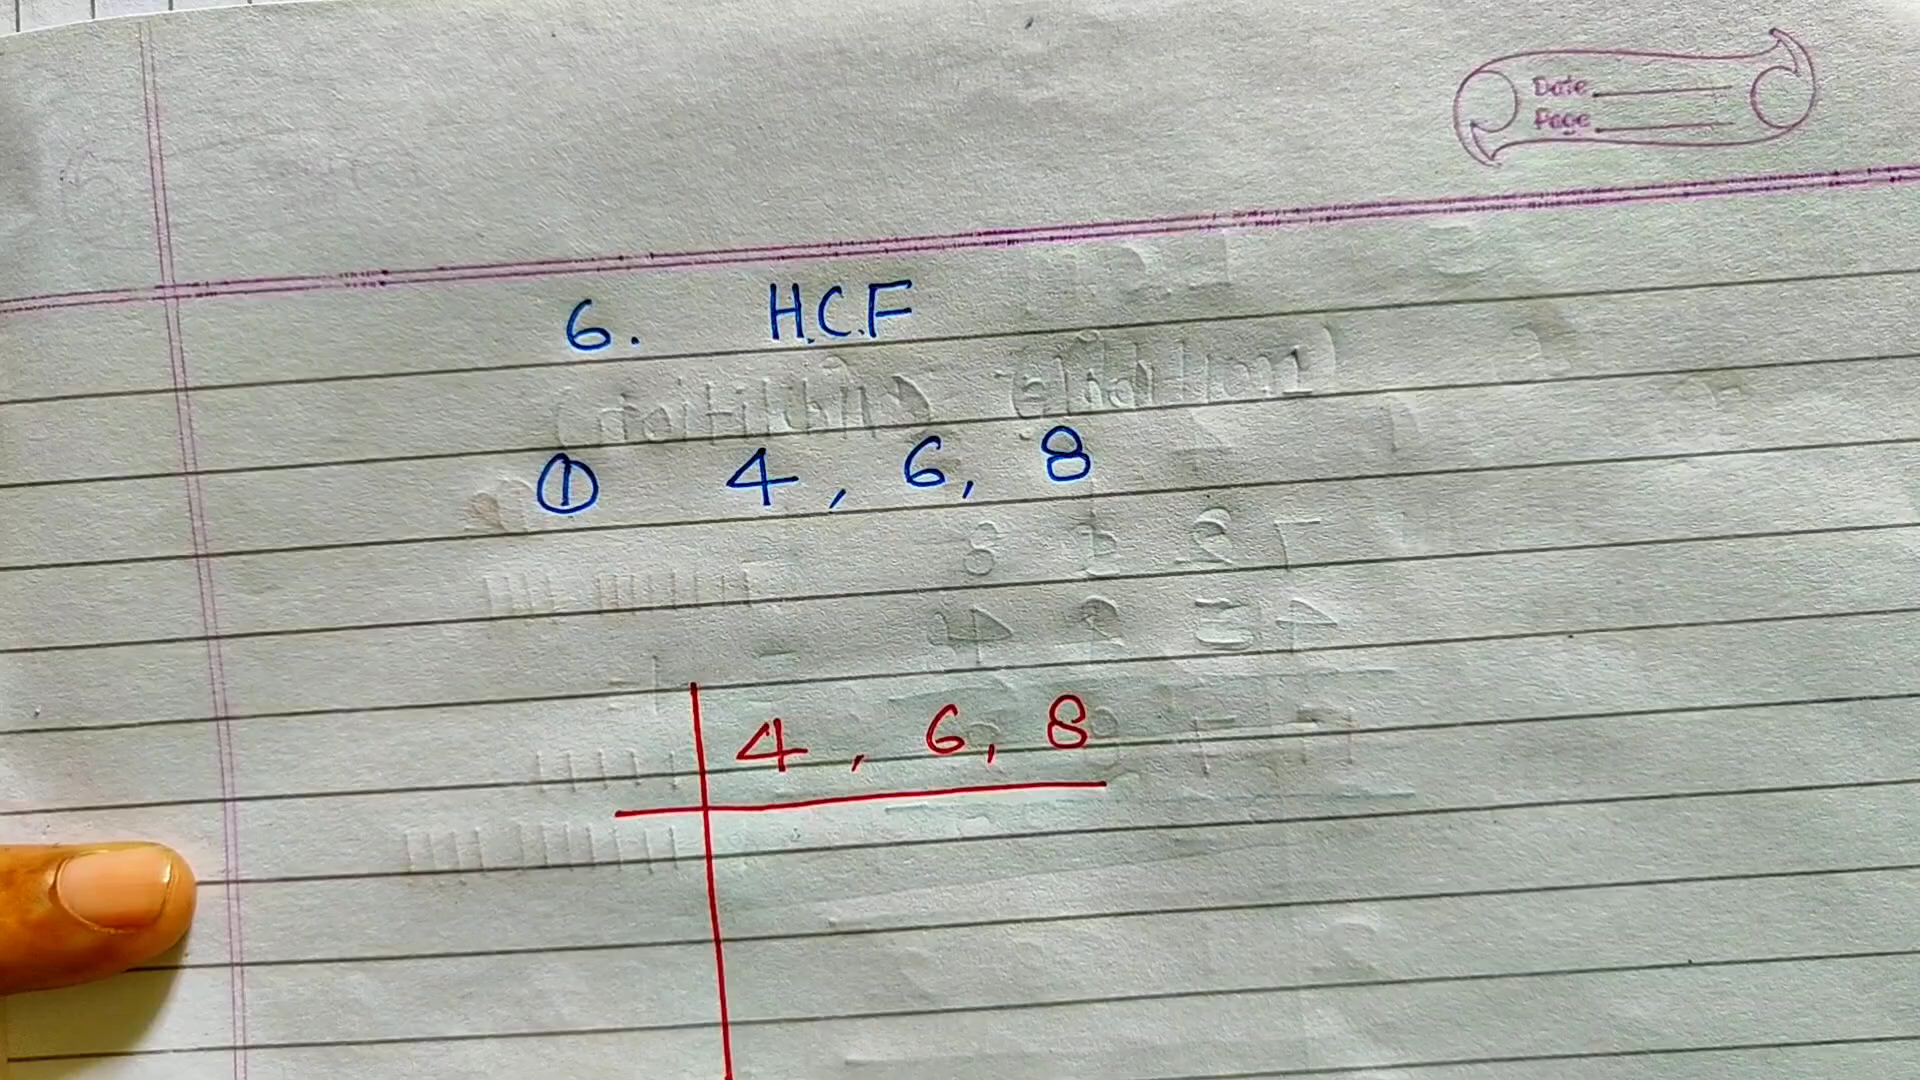 Date
Page
6. H.C.F
① 4, 6, 8
4, 6, 8